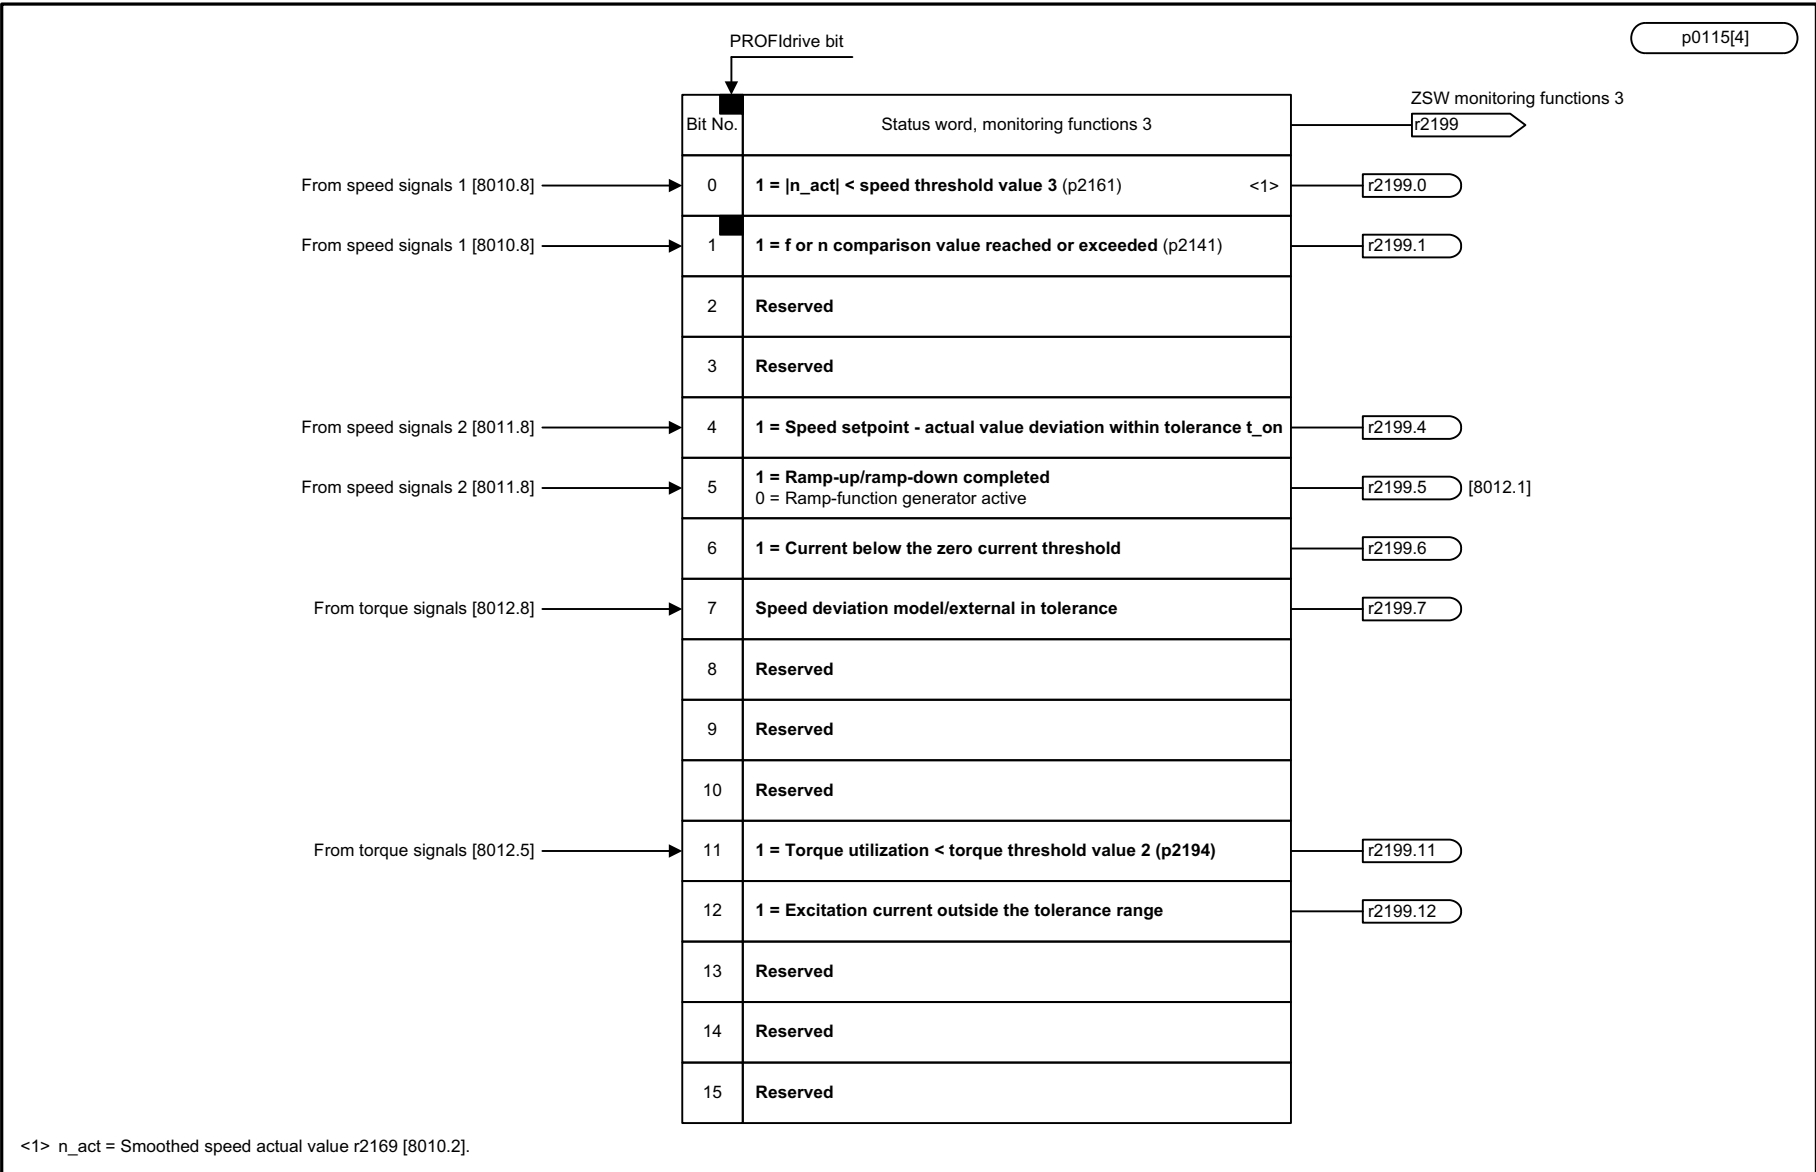 PROFIdrive bit
p0115[4]
ZSW monitoring functions 3
Bit No. Status word, monitoring functions 3 r2199
From speed signals 1 [8010.8] 0 1 = |n_act| < speed threshold value 3 (p2161) <1> r2199.0
From speed signals 1 [8010.8] 1 1 = f or n comparison value reached or exceeded (p2141) r2199.1
2 Reserved
3 Reserved
From speed signals 2 [8011.8] 4 1 = Speed setpoint - actual value deviation within tolerance t_on r2199.4
From speed signals 2 [8011.8] 5 1 = Ramp-up/ramp-down completed r2199.5 [8012.1]
0 = Ramp-function generator active
6 1 = Current below the zero current threshold r2199.6
From torque signals [8012.8] 7 Speed deviation model/external in tolerance r2199.7
8 Reserved
9 Reserved
10 Reserved
From torque signals [8012.5] 11 1 = Torque utilization < torque threshold value 2 (p2194) r2199.11
12 1 = Excitation current outside the tolerance range r2199.12
13 Reserved
14 Reserved
15 Reserved
<1> n_act = Smoothed speed actual value r2169 [8010.2].